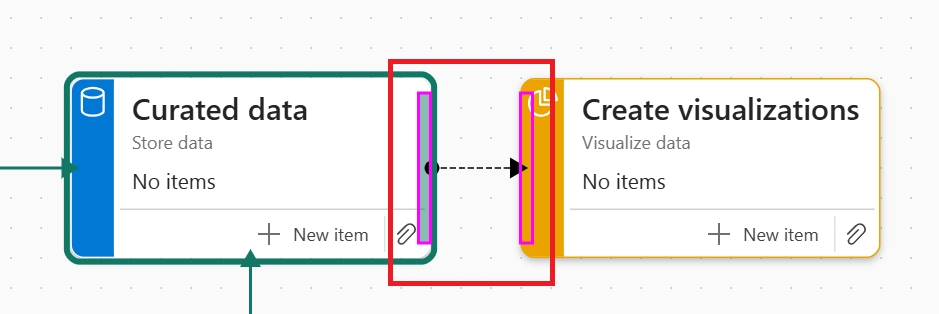 Curated data
Store data
No items
New item
Create visualizations
Visualize data
No items
New item